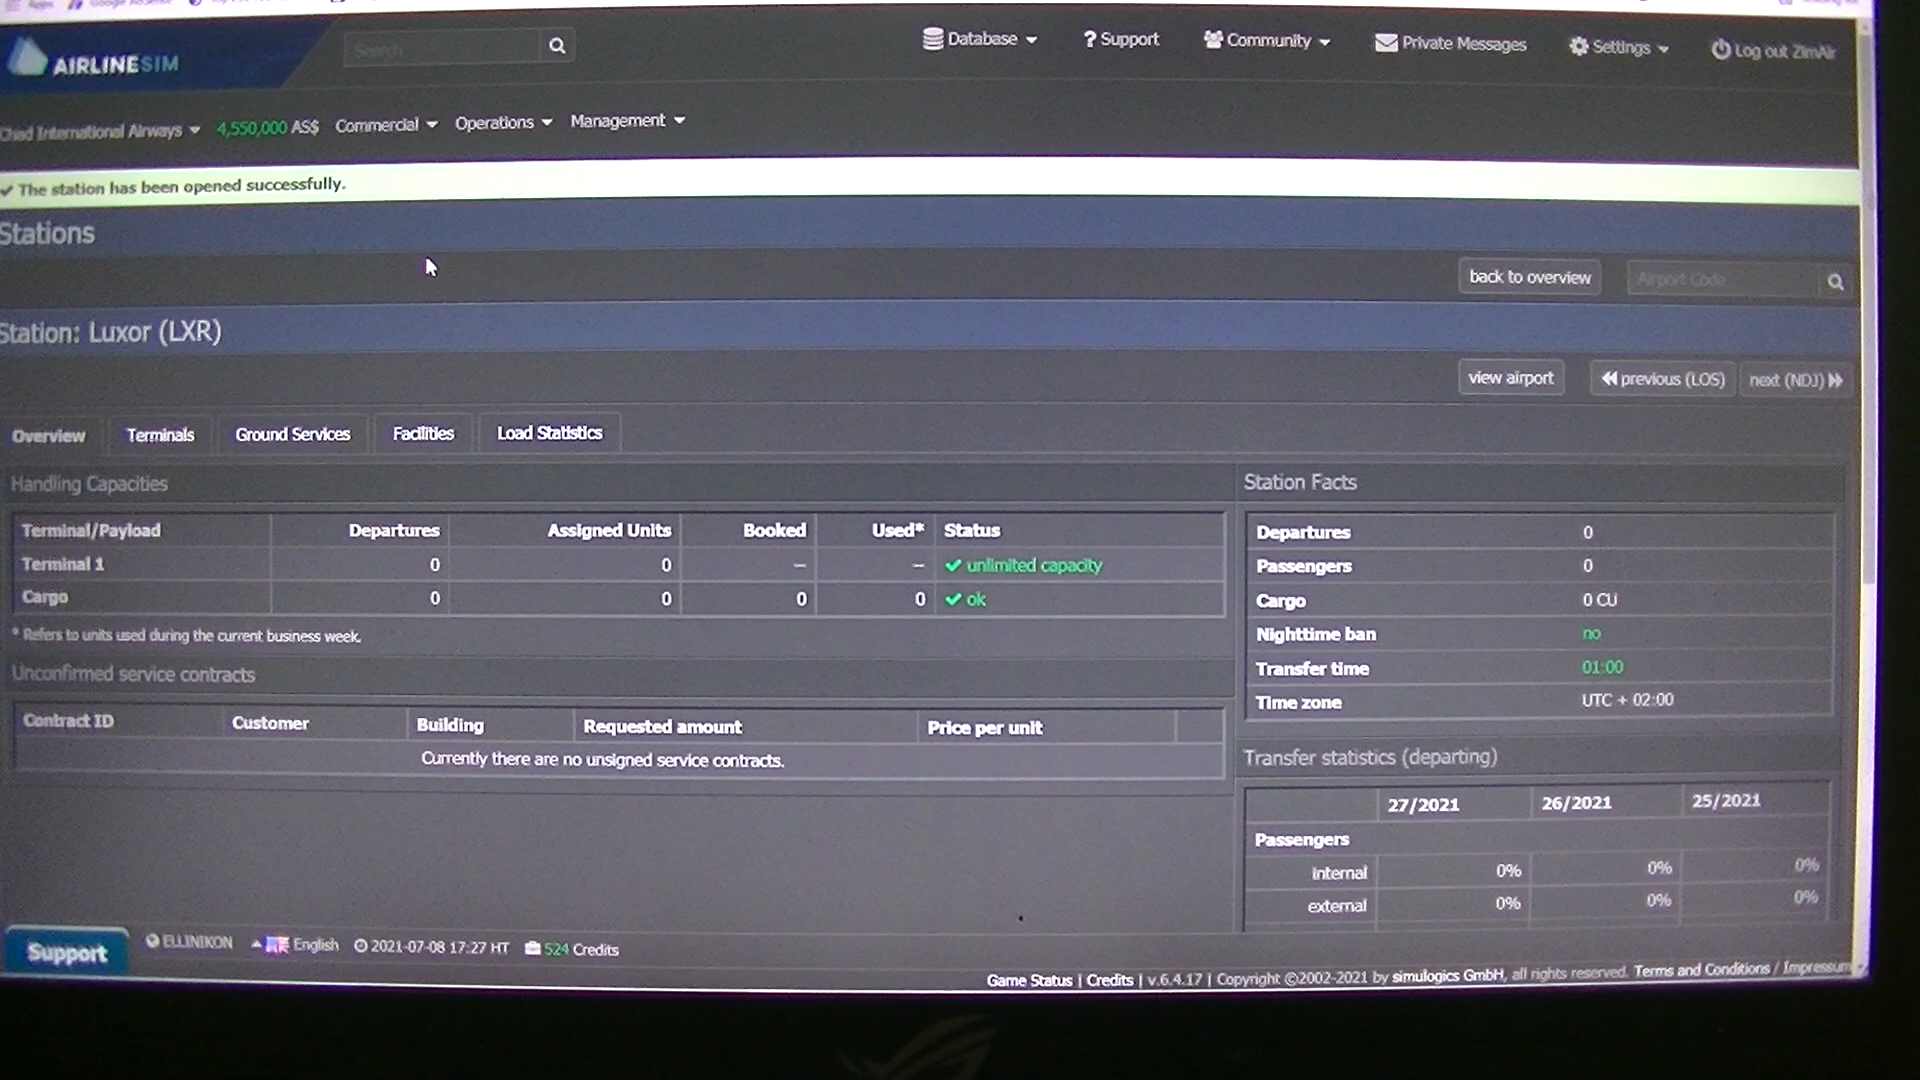 AIRLINESIM
Search
Database
? Support
Community
Private Messages
Settings
Log out ZimAir
Chad International Airways
4,550,000 AS$
Commercial
Operations
Management
✔ The station has been opened successfully.
Stations
back to overview
Airport Code
Station: Luxor (LXR)
view airport
previous (LOS)
next (NDJ)
Overview
Terminals
Ground Services
Facilities
Load Statistics
Handling Capacities
Terminal/Payload Departures Assigned Units Booked Used* Status
Terminal 1 0 0 – – ✔ unlimited capacity
Cargo 0 0 0 0 ✔ ok
* Refers to units used during the current business week.
Unconfirmed service contracts
Contract ID Customer Building Requested amount Price per unit
Currently there are no unsigned service contracts.
Station Facts
Departures 0
Passengers 0
Cargo 0 CU
Nighttime ban no
Transfer time 01:00
Time zone UTC + 02:00
Transfer statistics (departing)
27/2021 26/2021 25/2021
Passengers
internal 0% 0% 0%
external 0% 0% 0%
Support
ELLINIKON
English
2021-07-08 17:27 HT
524 Credits
Game Status | Credits | v.6.4.17 | Copyright ©2002-2021 by simulogics GmbH, all rights reserved. Terms and Conditions / Impressum